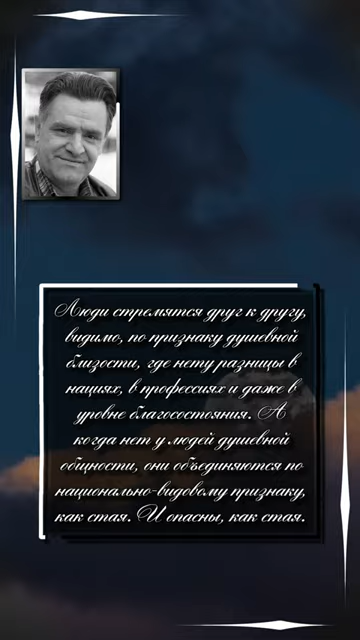 Люди стремятся друг к другу,
видимо, по признаку душевной
близости, где нету разницы в
нациях, в профессиях и даже в
уровне благосостояния. А
когда нет у людей душевной
общности, они объединяются по
национально-видовому признаку,
как стая. И опасны, как стая.